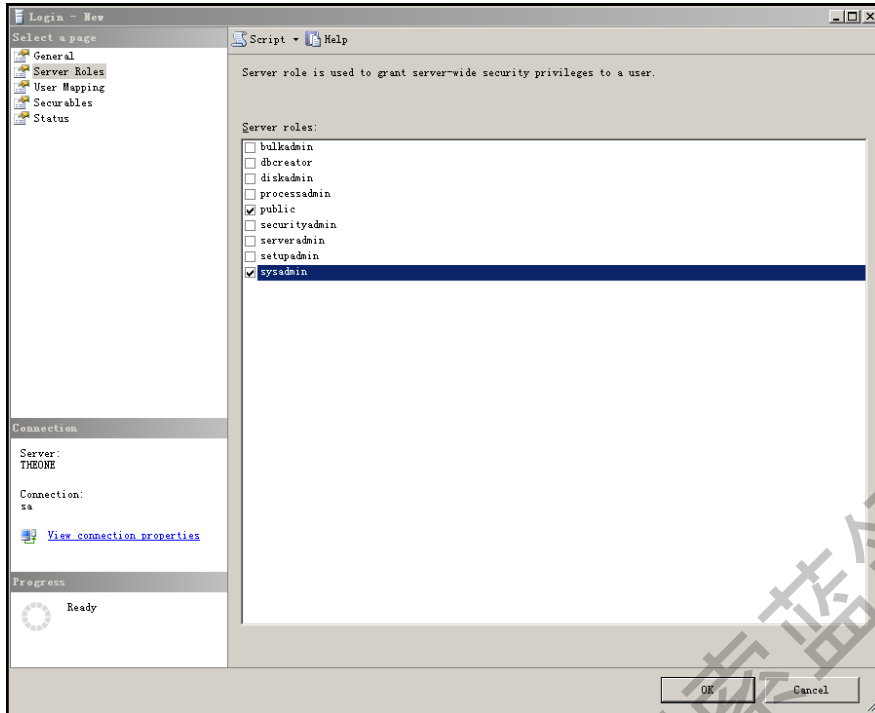 Login - New
Select a page
General
Server Roles
User Mapping
Securables
Status
Script
Help
Server role is used to grant server-wide security privileges to a user.
Server roles:
bulkadmin
dbcreator
diskadmin
processadmin
public
securityadmin
serveradmin
setupadmin
sysadmin
Connection
Server:
THEONE
Connection:
sa
View connection properties
Progress
Ready
OK
Cancel